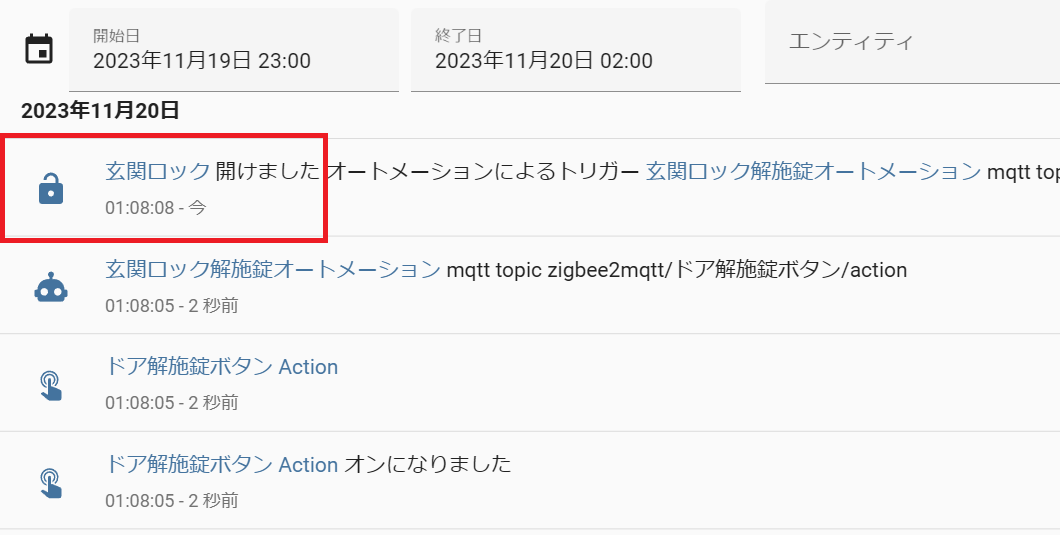 開始日
2023年11月19日 23:00
終了日
2023年11月20日 02:00
エンティティ
2023年11月20日
玄関ロック 開けました オートメーションによるトリガー 玄関ロック解施錠オートメーション mqtt
01:08:08 - 今
玄関ロック解施錠オートメーション mqtt topic zigbee2mqtt/ドア解施錠ボタン/action
01:08:05 - 2 秒前
ドア解施錠ボタン Action
01:08:05 - 2 秒前
ドア解施錠ボタン Action オンになりました
01:08:05 - 2 秒前